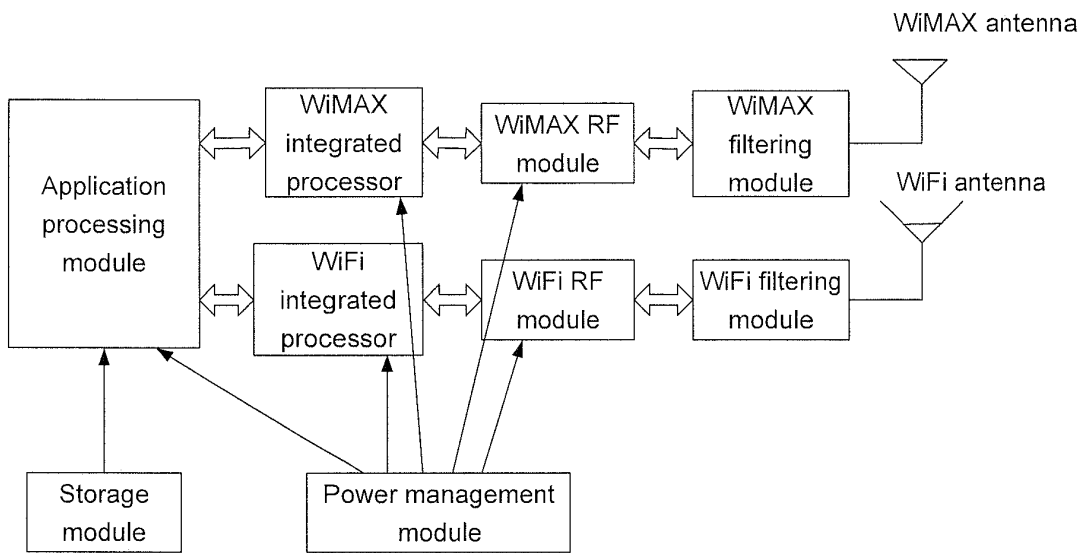 WiMAX antenna
WiMAX
integrated
processor
WiMAX RF
module
WiMAX
filtering
module
Application
processing
module
WiFi antenna
WiFi
integrated
processor
WiFi RF
module
WiFi filtering
module
Storage
module
Power management
module